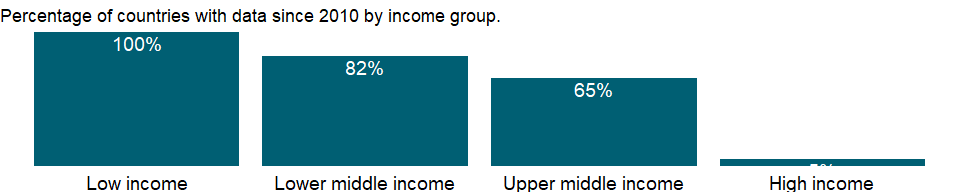 Percentage of countries with data since 2010 by income group.
100%
82%
65%
Low income
Lower middle income
Upper middle income
High income